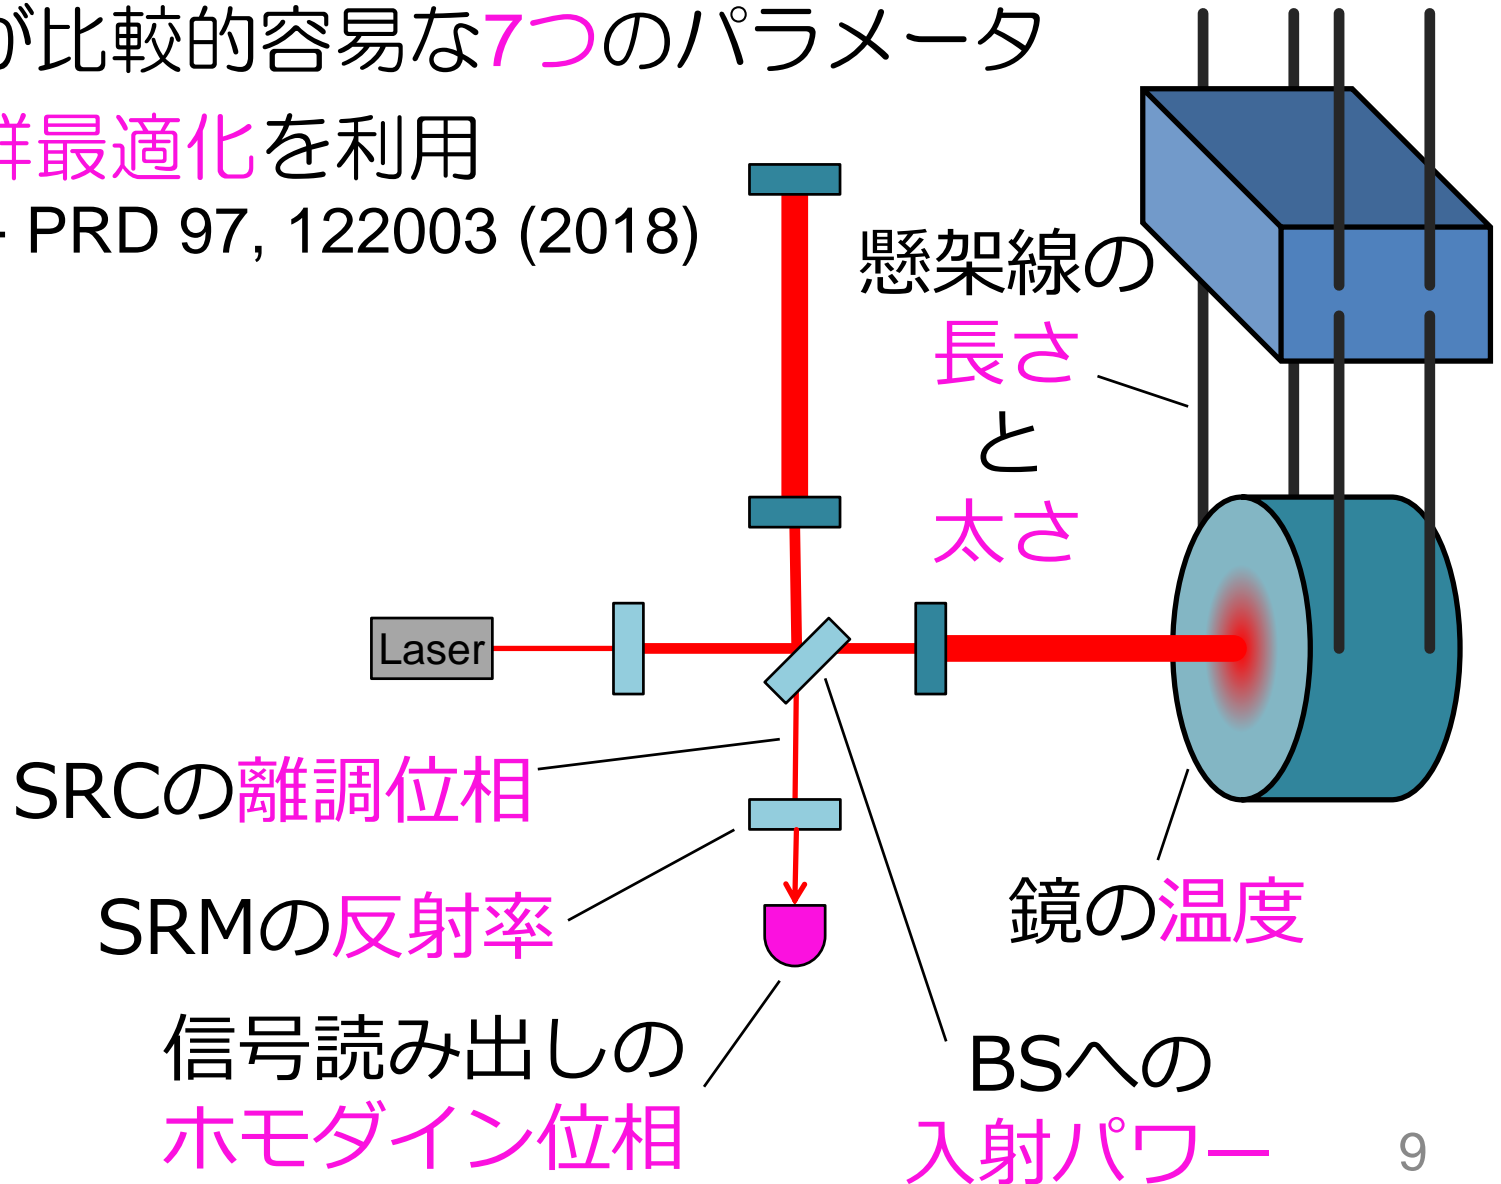 が比較的容易な7つのパラメータ
群最適化を利用
- PRD 97, 122003 (2018)
懸架線の
長さ
と
太さ
Laser
SRCの離調位相
SRMの反射率
鏡の温度
信号読み出しの
ホモダイン位相
BSへの
入射パワー
9